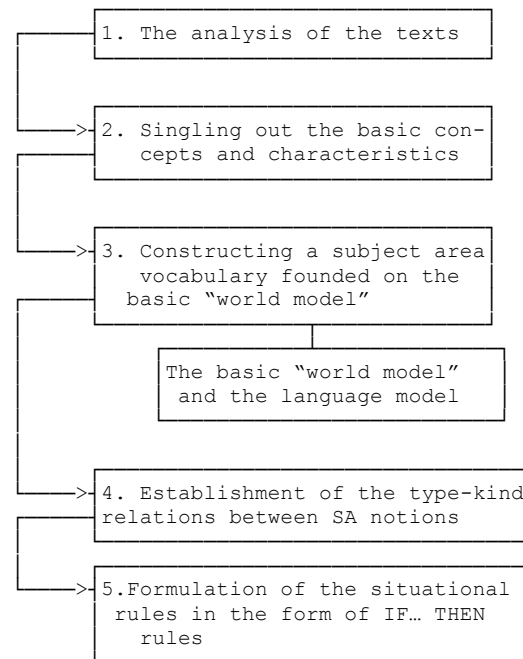 1. The analysis of the texts
2. Singling out the basic con-
cepts and characteristics
3. Constructing a subject area
vocabulary founded on the
basic “world model”
The basic “world model”
and the language model
4. Establishment of the type-kind
relations between SA notions
5.Formulation of the situational
rules in the form of IF… THEN
rules